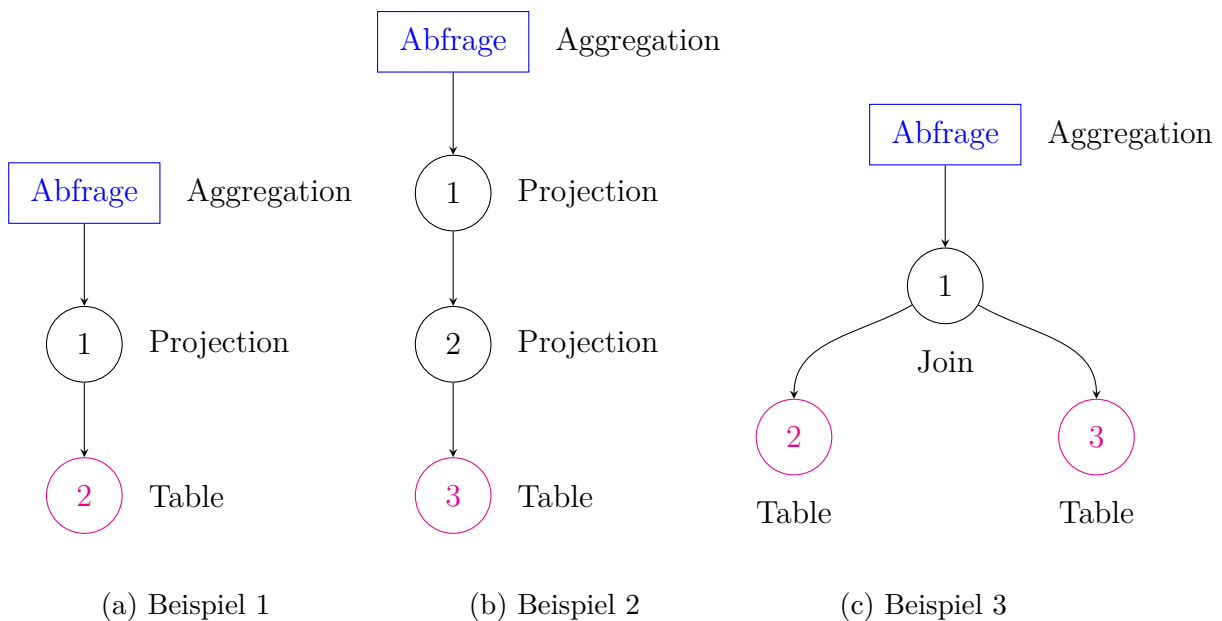 Abfrage Aggregation
1 Projection
2 Table
(a) Beispiel 1
Abfrage Aggregation
1 Projection
2 Projection
3 Table
(b) Beispiel 2
Abfrage Aggregation
1
Join
2 3
Table Table
(c) Beispiel 3